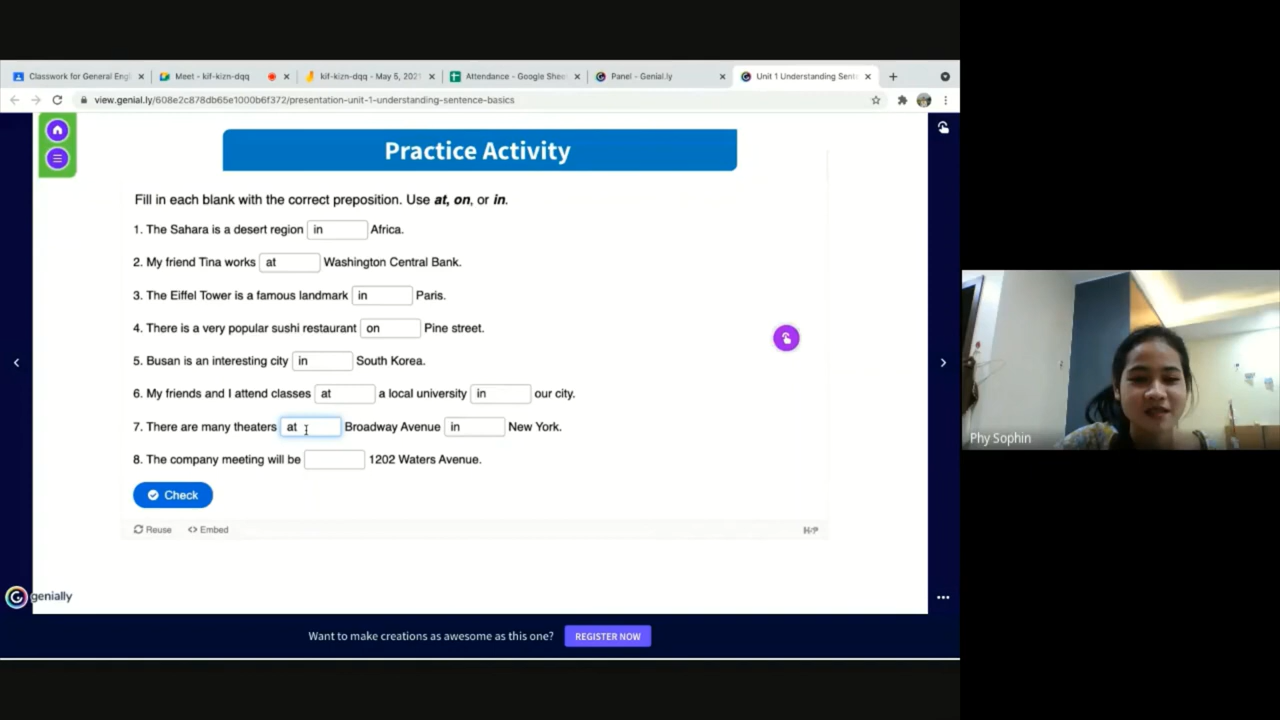 Classwork for General Engl
Meet - kif-kizn-dqq
kif-kizn-dqq - May 5, 2021
Attendance - Google Shee
Panel - Genial.ly
Unit 1 Understanding Sent
view.genial.ly/608e2c878db65e1000b6f372/presentation-unit-1-understanding-sentence-basics
Practice Activity
Fill in each blank with the correct preposition. Use at, on, or in.
1. The Sahara is a desert region in Africa.
2. My friend Tina works at Washington Central Bank.
3. The Eiffel Tower is a famous landmark in Paris.
4. There is a very popular sushi restaurant on Pine street.
5. Busan is an interesting city in South Korea.
6. My friends and I attend classes at a local university in our city.
7. There are many theaters at Broadway Avenue in New York.
8. The company meeting will be 1202 Waters Avenue.
Check
Reuse <> Embed
H5P
genially
Want to make creations as awesome as this one? REGISTER NOW
Phy Sophin